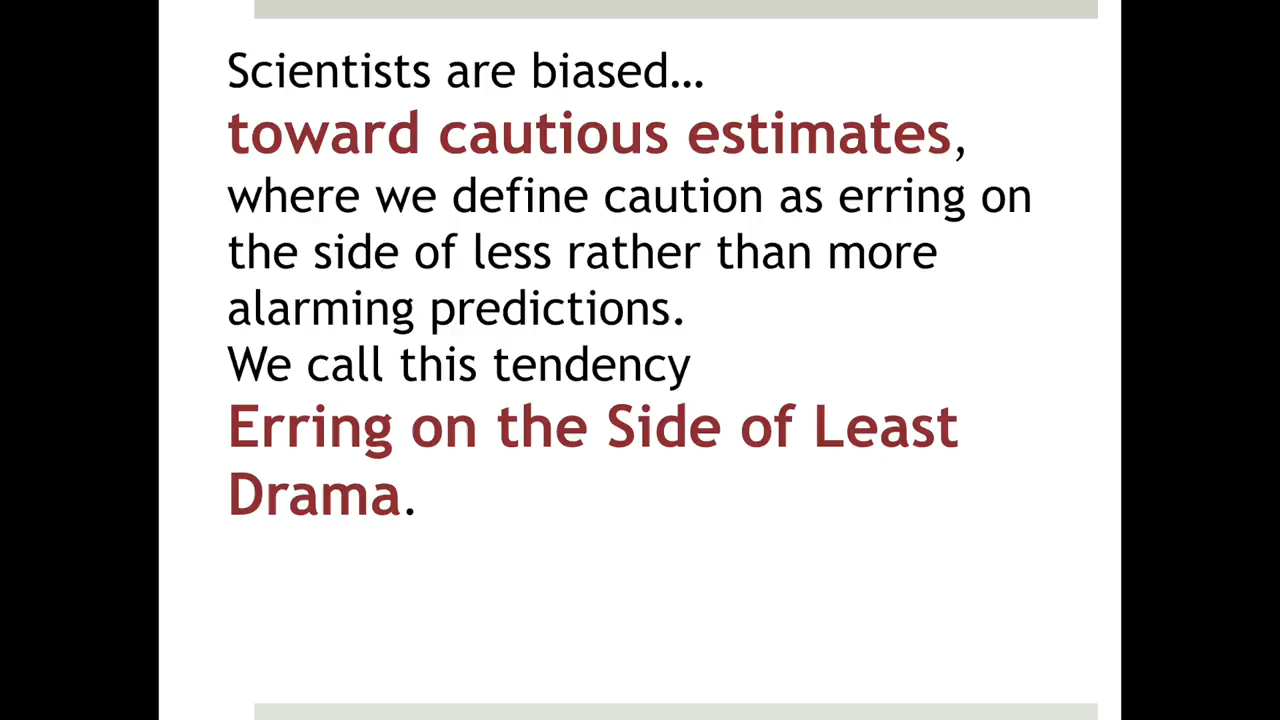 Scientists are biased…
toward cautious estimates,
where we define caution as erring on
the side of less rather than more
alarming predictions.
We call this tendency
Erring on the Side of Least
Drama.